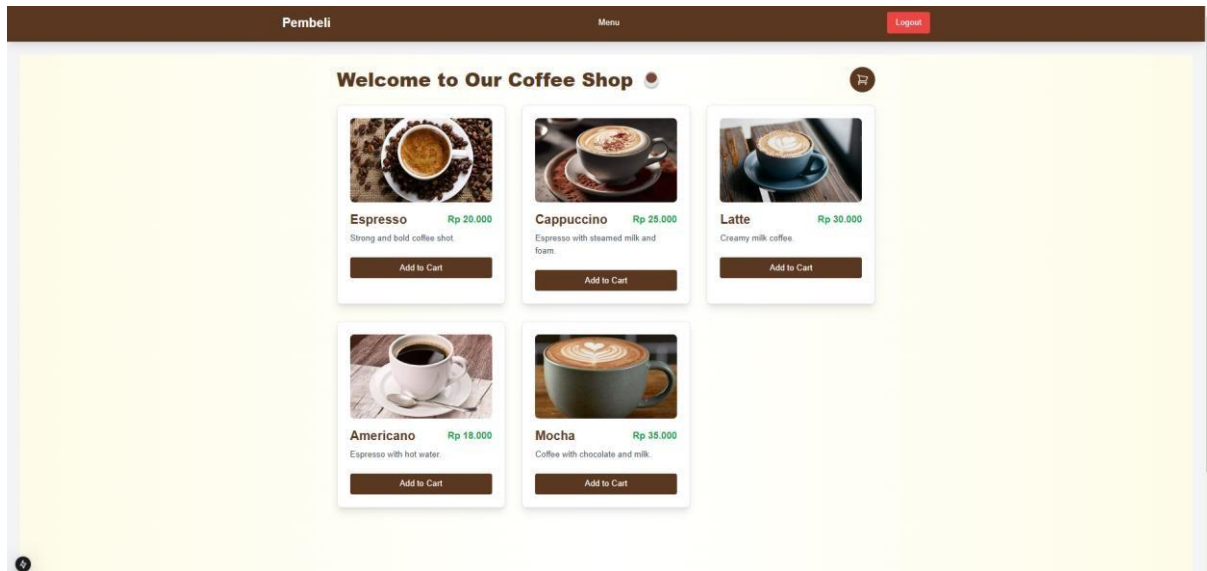 Pembeli Menu Logout
Welcome to Our Coffee Shop
Espresso Rp 20.000
Strong and bold coffee shot.
Add to Cart
Cappuccino Rp 25.000
Espresso with steamed milk and
foam.
Add to Cart
Latte Rp 30.000
Creamy milk coffee.
Add to Cart
Americano Rp 18.000
Espresso with hot water.
Add to Cart
Mocha Rp 35.000
Coffee with chocolate and milk.
Add to Cart